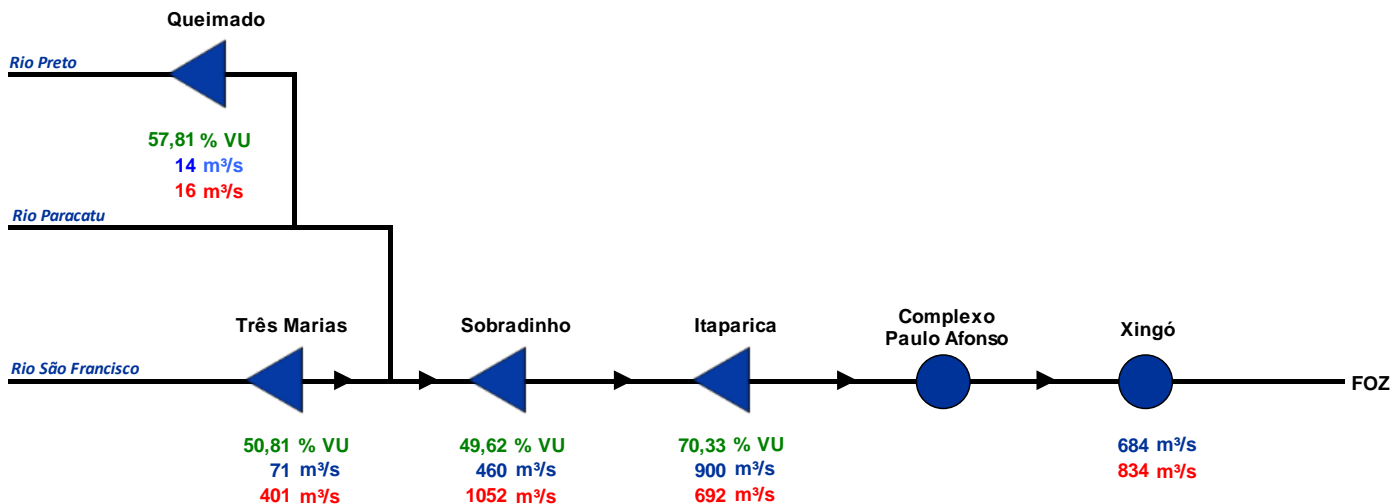 Queimado
Rio Preto
57,81 % VU
14 m³/s
16 m³/s
Rio Paracatu
Três Marias
Sobradinho
Itaparica
Complexo
Paulo Afonso
Xingó
Rio São Francisco
FOZ
50,81 % VU
71 m³/s
401 m³/s
49,62 % VU
460 m³/s
1052 m³/s
70,33 % VU
900 m³/s
692 m³/s
684 m³/s
834 m³/s